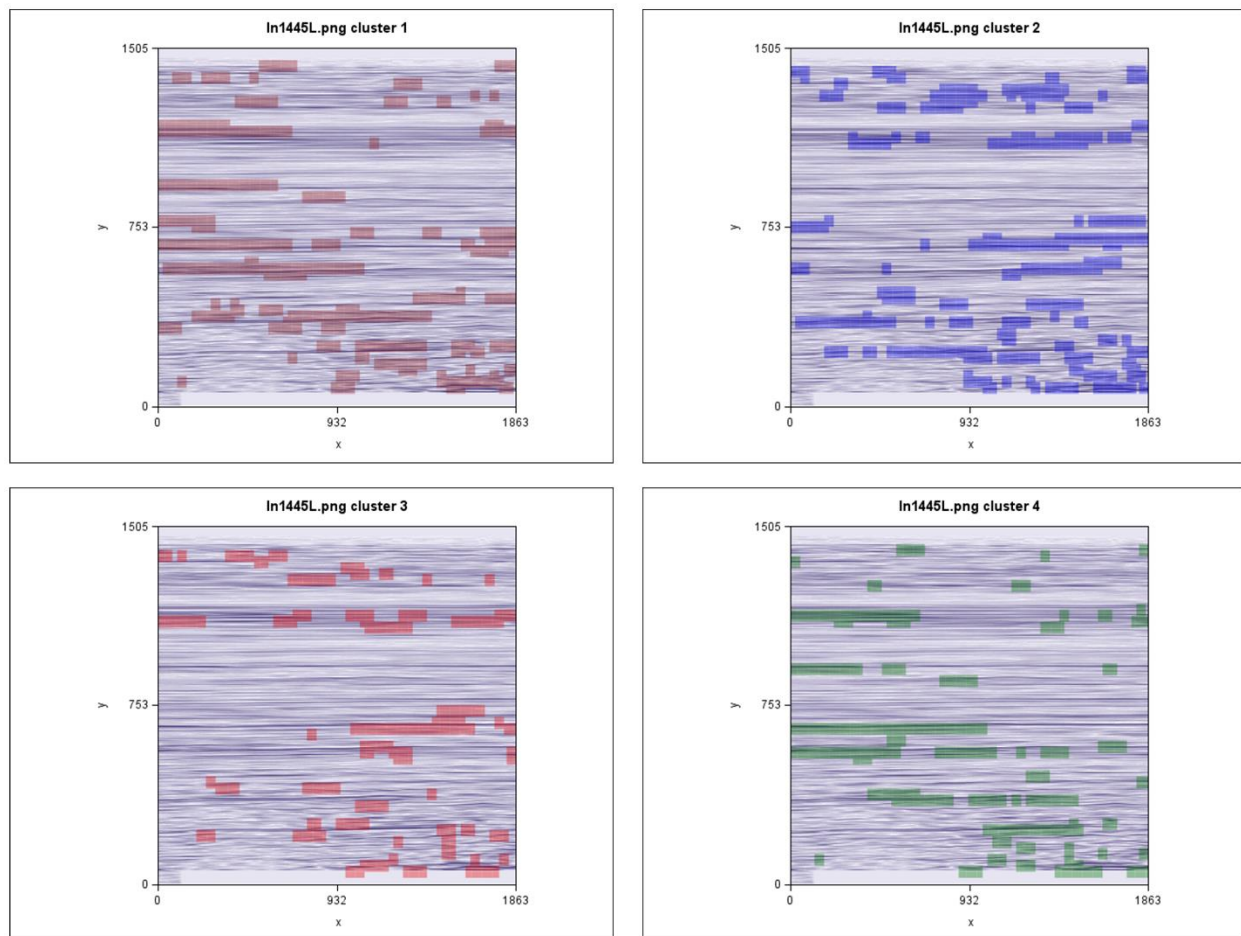 In1445L.png cluster 1
1505
753
0
y
0
932
1863
x
In1445L.png cluster 2
1505
753
0
y
0
932
1863
x
In1445L.png cluster 3
1505
753
0
y
0
932
1863
x
In1445L.png cluster 4
1505
753
0
y
0
932
1863
x